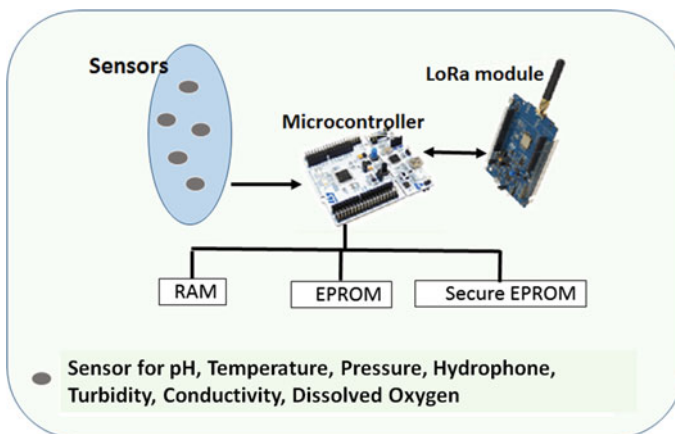 Sensors
LoRa module
Microcontroller
RAM
EPROM
Secure EPROM
Sensor for pH, Temperature, Pressure, Hydrophone,
Turbidity, Conductivity, Dissolved Oxygen